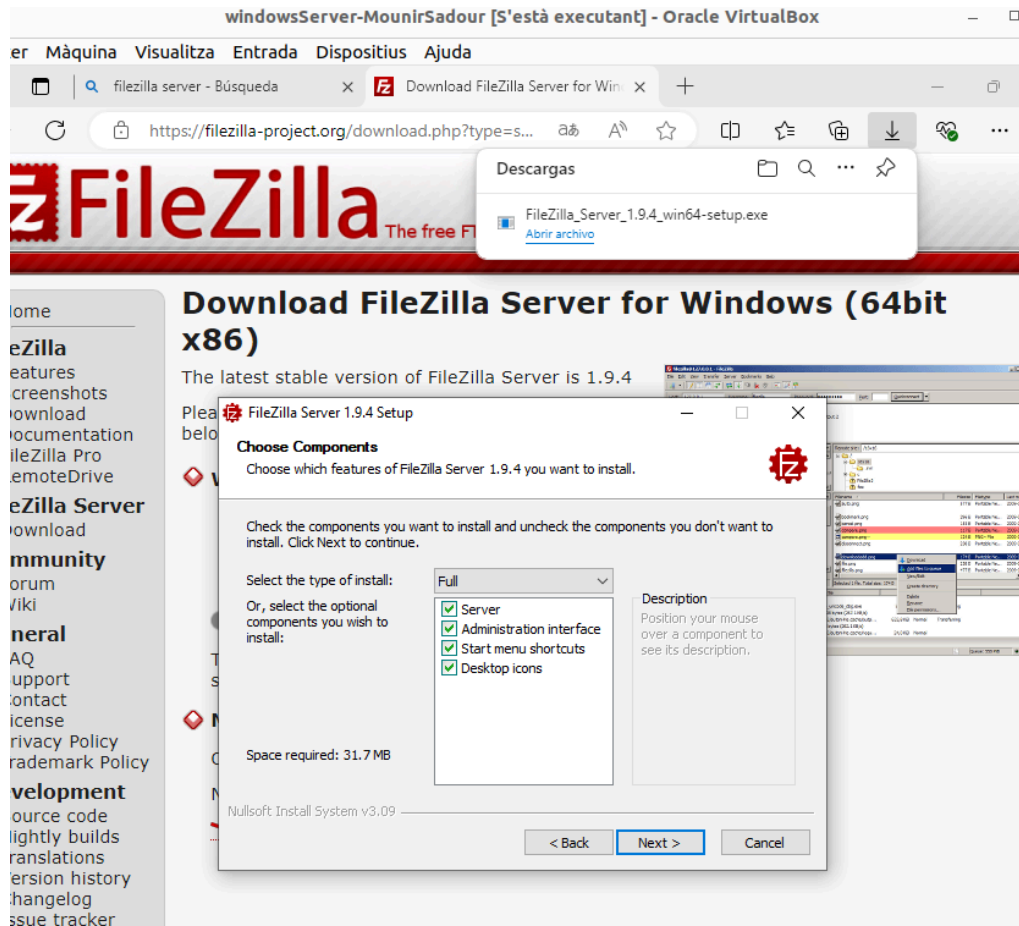 windowsServer-MounirSadour [S'està executant] - Oracle VirtualBox
er Màquina Visualitza Entrada Dispositius Ajuda
filezilla server - Búsqueda
Download FileZilla Server for Win
https://filezilla-project.org/download.php?type=s...
Descargas
FileZilla_Server_1.9.4_win64-setup.exe
Abrir archivo
FileZilla
The free FT
ome
eZilla
eatures
creenshots
ownload
ocumentation
ileZilla Pro
emoteDrive
eZilla Server
ownload
mmunity
orum
Viki
neral
AQ
upport
ontact
icense
rivacy Policy
rademark Policy
velopment
ource code
lightly builds
ranslations
ersion history
hangelog
ssue tracker
Download FileZilla Server for Windows (64bit
x86)
The latest stable version of FileZilla Server is 1.9.4
Plea
belo
FileZilla Server 1.9.4 Setup
Choose Components
Choose which features of FileZilla Server 1.9.4 you want to install.
Check the components you want to install and uncheck the components you don't want to
install. Click Next to continue.
Select the type of install:
Full
Or, select the optional
components you wish to
install:
Server
Administration interface
Start menu shortcuts
Desktop icons
Description
Position your mouse
over a component to
see its description.
Space required: 31.7 MB
Nullsoft Install System v3.09
< Back
Next >
Cancel